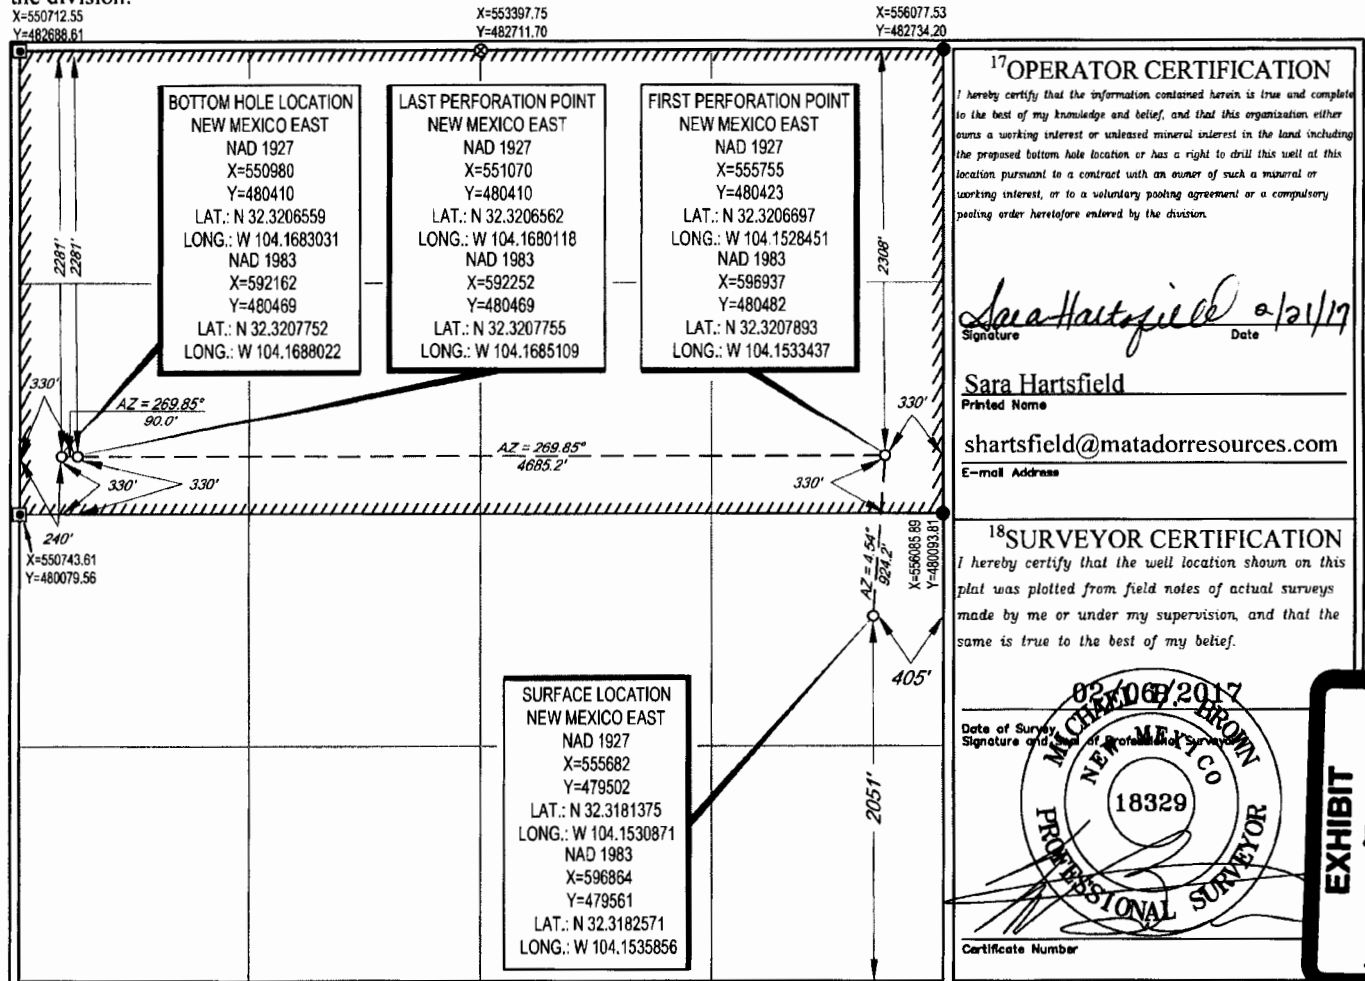 the division.
X=550712.55
Y=482688.61
X=553397.75
Y=482711.70
X=556077.53
Y=482734.20
BOTTOM HOLE LOCATION
NEW MEXICO EAST
NAD 1927
X=550980
Y=480410
LAT.: N 32.3206559
LONG.: W 104.1683031
NAD 1983
X=592162
Y=480469
LAT.: N 32.3207752
LONG.: W 104.1688022
LAST PERFORATION POINT
NEW MEXICO EAST
NAD 1927
X=551070
Y=480410
LAT.: N 32.3206562
LONG.: W 104.1680118
NAD 1983
X=592252
Y=480469
LAT.: N 32.3207755
LONG.: W 104.1685109
FIRST PERFORATION POINT
NEW MEXICO EAST
NAD 1927
X=555755
Y=480423
LAT.: N 32.3206697
LONG.: W 104.1528451
NAD 1983
X=596937
Y=480482
LAT.: N 32.3207893
LONG.: W 104.1533437
2281'
2281'
2308'
330'
AZ = 269.85°
90.0'
AZ = 269.85°
4685.2'
330'
330'
330'
330'
240'
X=550743.61
Y=480079.56
AZ = 4.54°
924.2'
X=556085.89
Y=480093.81
405'
2051'
SURFACE LOCATION
NEW MEXICO EAST
NAD 1927
X=555682
Y=479502
LAT.: N 32.3181375
LONG.: W 104.1530871
NAD 1983
X=596864
Y=479561
LAT.: N 32.3182571
LONG.: W 104.1535856
17OPERATOR CERTIFICATION
I hereby certify that the information contained herein is true and complete
to the best of my knowledge and belief, and that this organization either
owns a working interest or unleased mineral interest in the land including
the proposed bottom hole location or has a right to drill this well at this
location pursuant to a contract with an owner of such a mineral or
working interest, or to a voluntary pooling agreement or a compulsory
pooling order heretofore entered by the division.
Sara Hartsfield 2/21/17
Signature Date
Sara Hartsfield
Printed Name
shartsfield@matadorresources.com
E-mail Address
18SURVEYOR CERTIFICATION
I hereby certify that the well location shown on this
plat was plotted from field notes of actual surveys
made by me or under my supervision, and that the
same is true to the best of my belief.
02/06/2017
Date of Survey
Signature and Seal of Professional Surveyor
MICHAEL BROWN
NEW MEXICO
18329
PROFESSIONAL SURVEYOR
Certificate Number
EXHIBIT